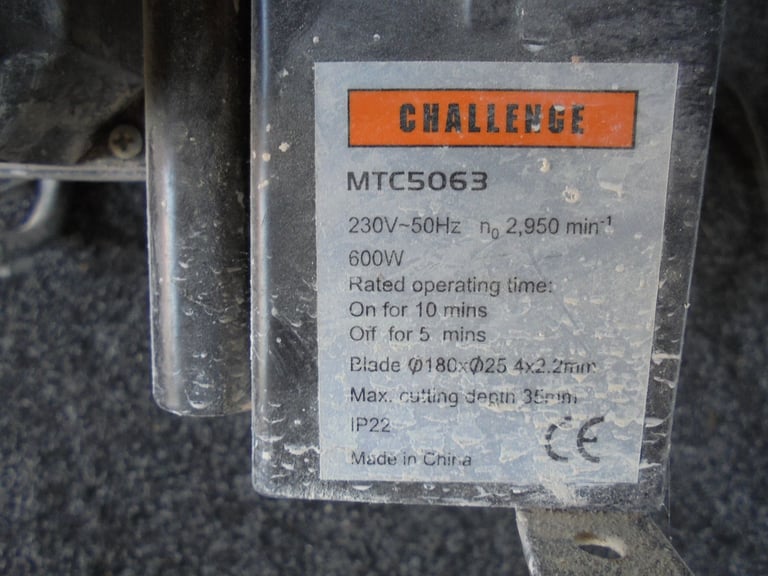 CHALLENGE
MTC5063
230V~50Hz n₀ 2,950 min⁻¹
600W
Rated operating time:
On for 10 mins
Off for 5 mins
Blade Ø180xØ25.4x2.2mm
Max. cutting depth 35mm
IP22
CE
Made in China